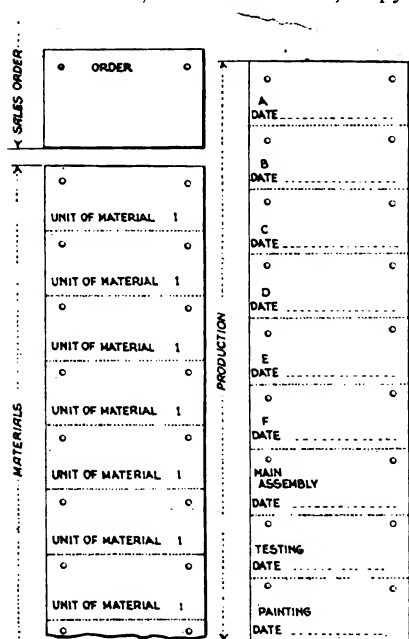 SALES ORDER
ORDER
MATERIALS
UNIT OF MATERIAL 1
UNIT OF MATERIAL 1
UNIT OF MATERIAL 1
UNIT OF MATERIAL 1
UNIT OF MATERIAL 1
UNIT OF MATERIAL 1
UNIT OF MATERIAL 1
PRODUCTION
A
DATE
B
DATE
C
DATE
D
DATE
E
DATE
F
DATE
MAIN
ASSEMBLY
DATE
TESTING
DATE
PAINTING
DATE